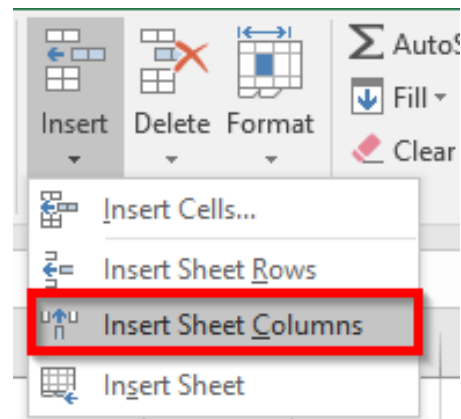 AutoS
Insert Delete Format
Fill
Clear
Insert Cells...
Insert Sheet Rows
Insert Sheet Columns
Insert Sheet